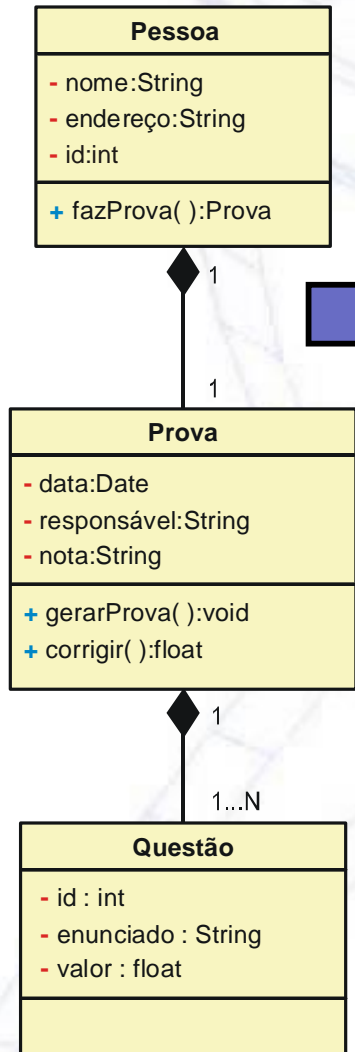 Pessoa
- nome:String
- endereço:String
- id:int
+ fazProva( ):Prova
1
1
Prova
- data:Date
- responsável:String
- nota:String
+ gerarProva( ):void
+ corrigir( ):float
1
1...N
Questão
- id : int
- enunciado : String
- valor : float